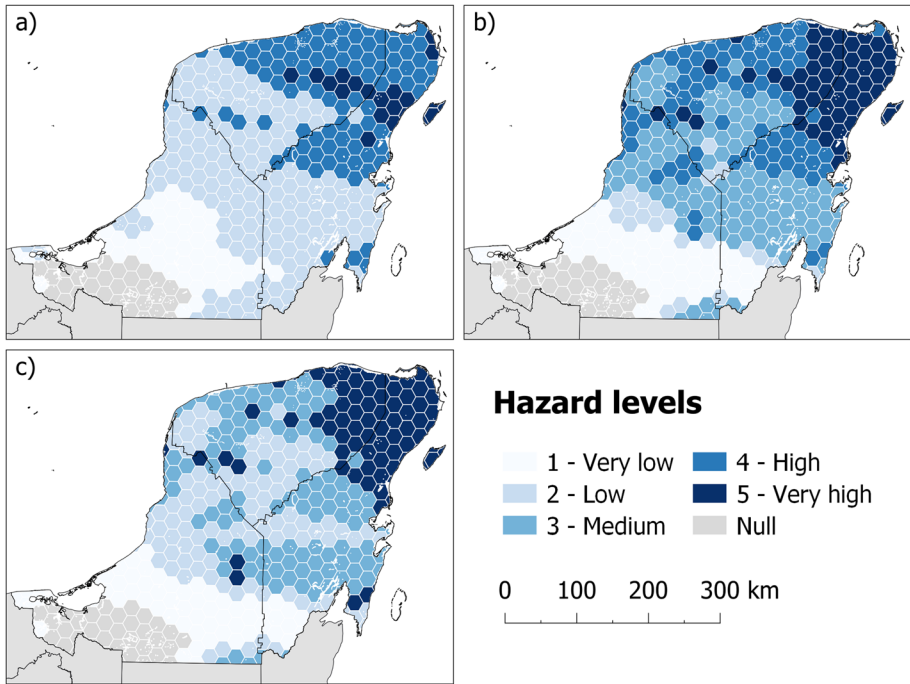 a)
b)
c)
Hazard levels
1 - Very low
4 - High
2 - Low
5 - Very high
3 - Medium
Null
0 100 200 300 km